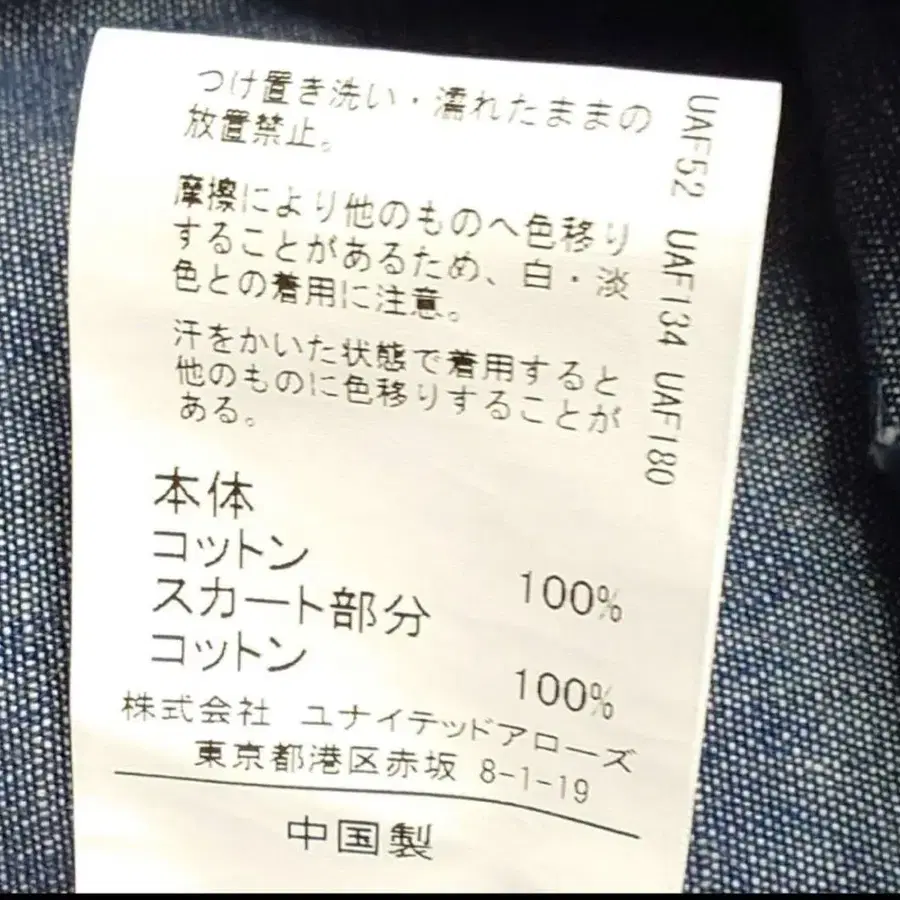 つけ置き洗い・濡れたままの
放置禁止。
摩擦により他のものへ色移り
することがあるため、白・淡
色との着用に注意。
汗をかいた状態で着用すると
他のものに色移りすることが
ある。
本体
コットン 100%
スカート部分
コットン 100%
株式会社 ユナイテッドアローズ
東京都港区赤坂 8-1-19
中国製
UAF52 UAF134 UAF180